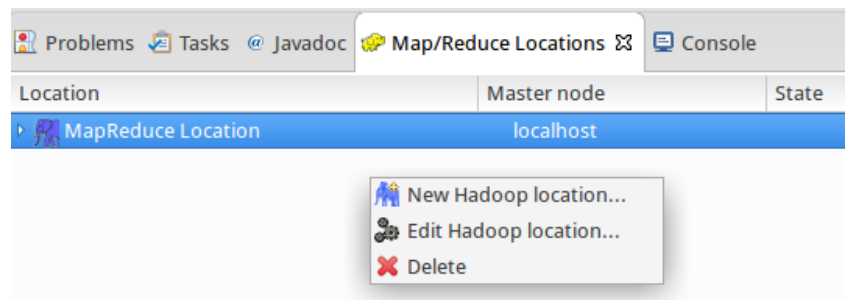 Problems Tasks @ Javadoc Map/Reduce Locations Console
Location Master node State
MapReduce Location localhost
New Hadoop location...
Edit Hadoop location...
Delete